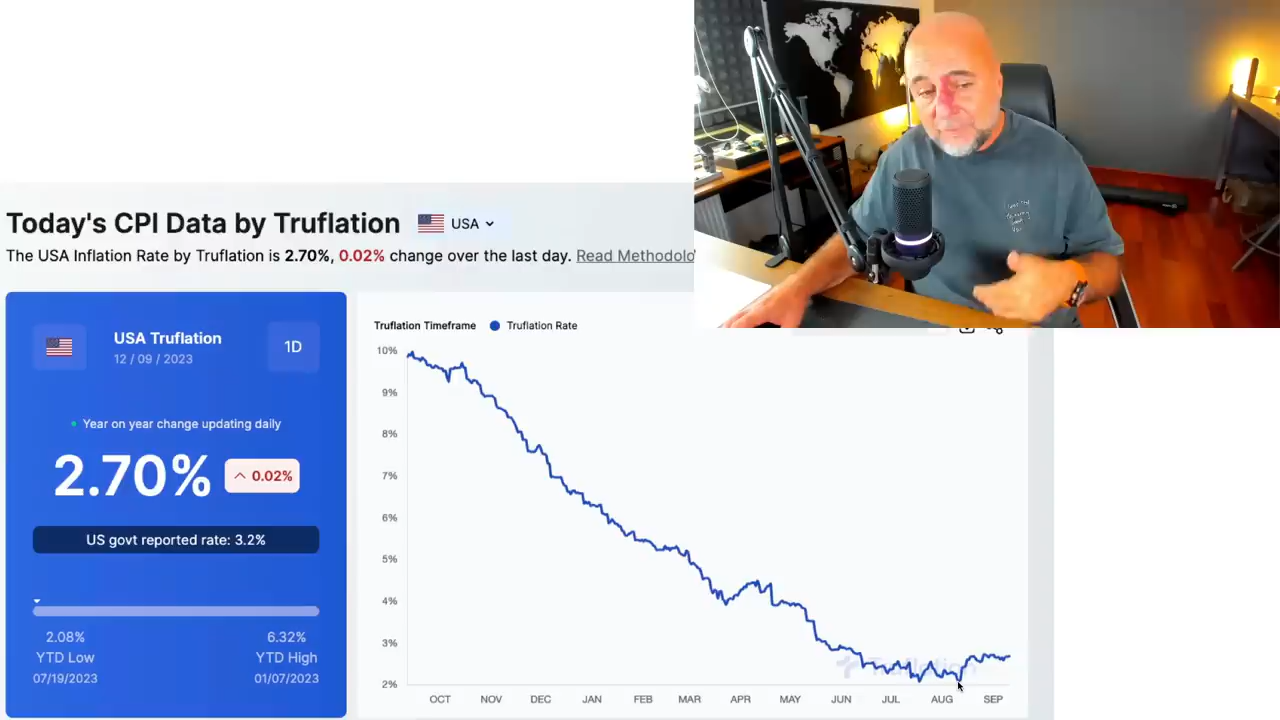 Today's CPI Data by Truflation
USA
The USA Inflation Rate by Truflation is 2.70%, 0.02% change over the last day. Read Methodolo
USA Truflation
12 / 09 / 2023
1D
Year on year change updating daily
2.70%
0.02%
US govt reported rate: 3.2%
2.08%
YTD Low
07/19/2023
6.32%
YTD High
01/07/2023
Truflation Timeframe
Truflation Rate
10%
9%
8%
7%
6%
5%
4%
3%
2%
Truflation
OCT NOV DEC JAN FEB MAR APR MAY JUN JUL AUG SEP